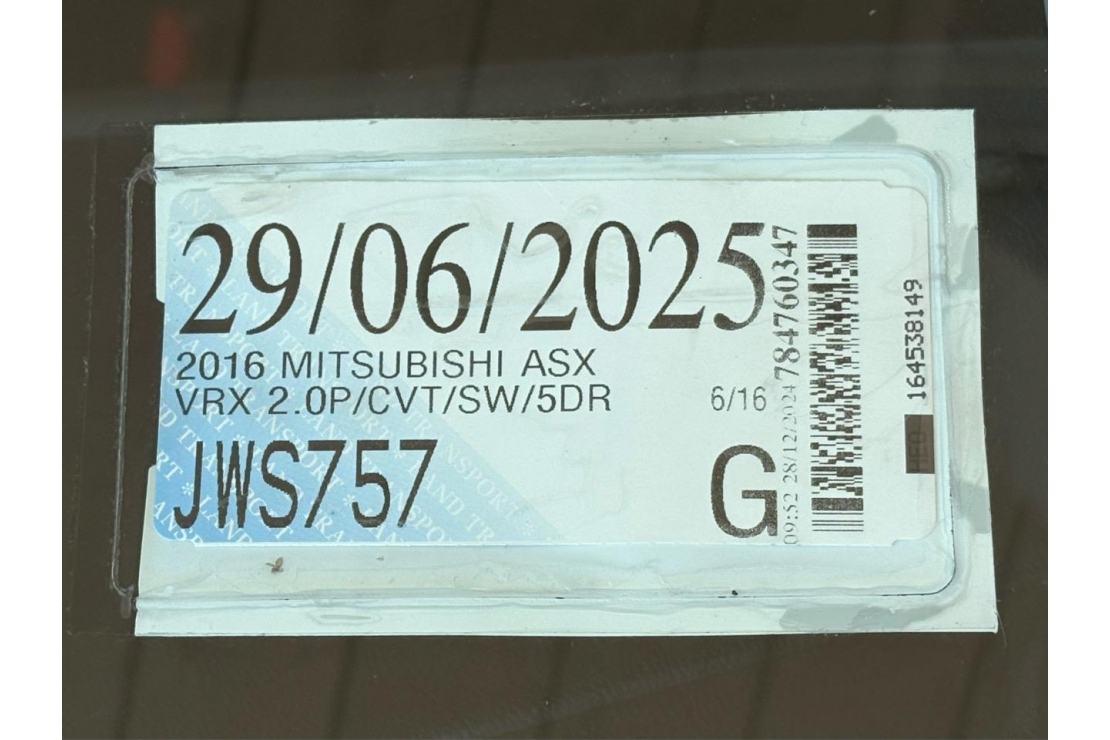 29/06/2025
2016 MITSUBISHI ASX
VRX 2.0P/CVT/SW/5DR 6/16
JWS757 G
09:52 28/12/2024 784760347
164538149